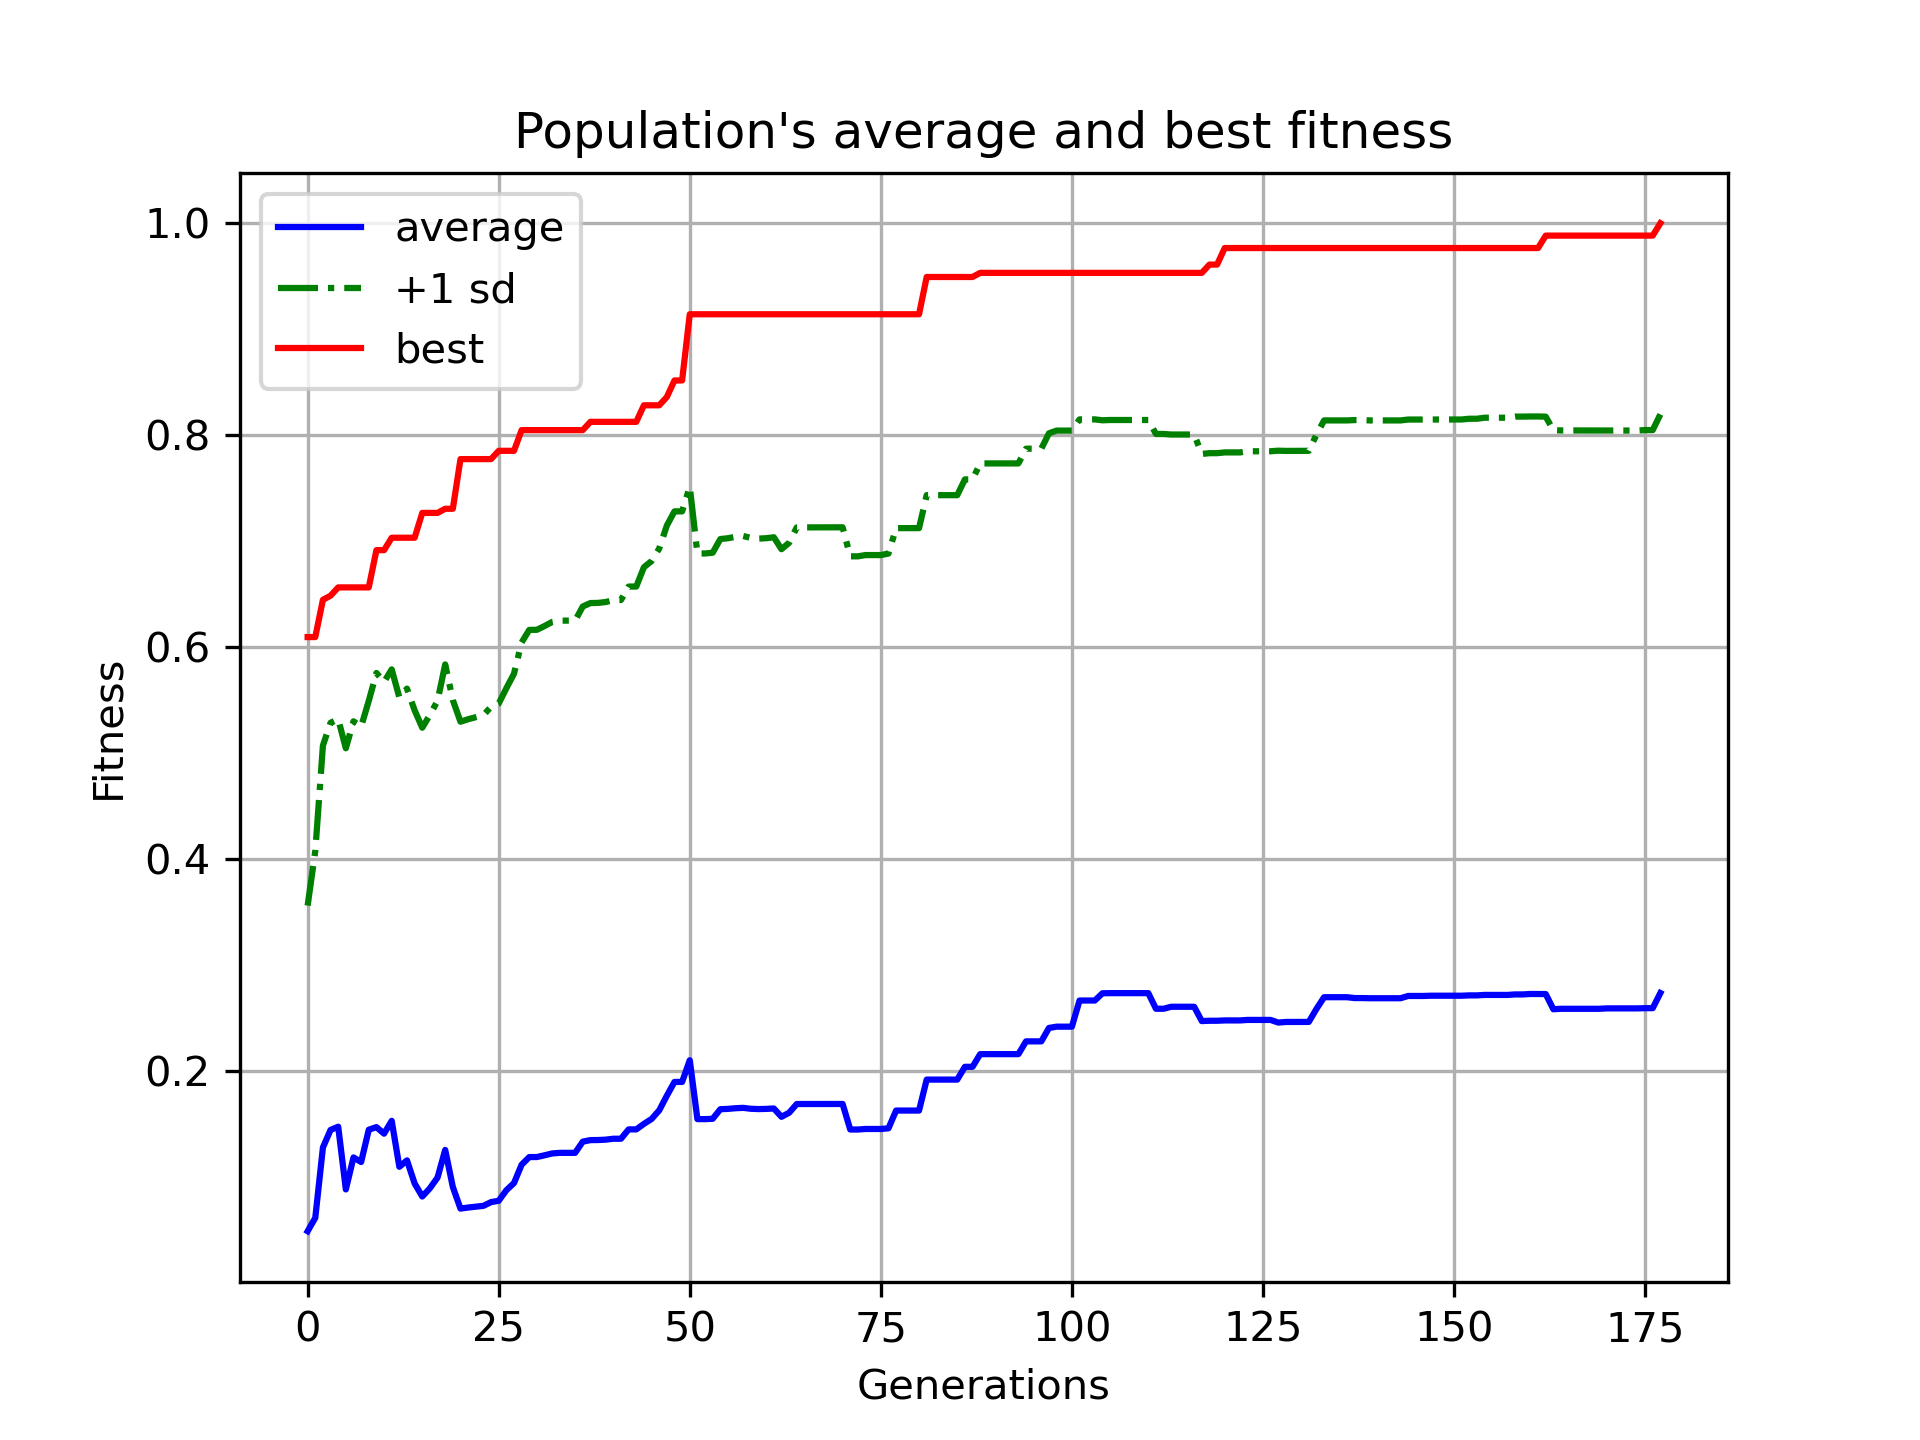 Population's average and best fitness
average
+1 sd
best
1.0
0.8
0.6
0.4
0.2
Fitness
0 25 50 75 100 125 150 175
Generations